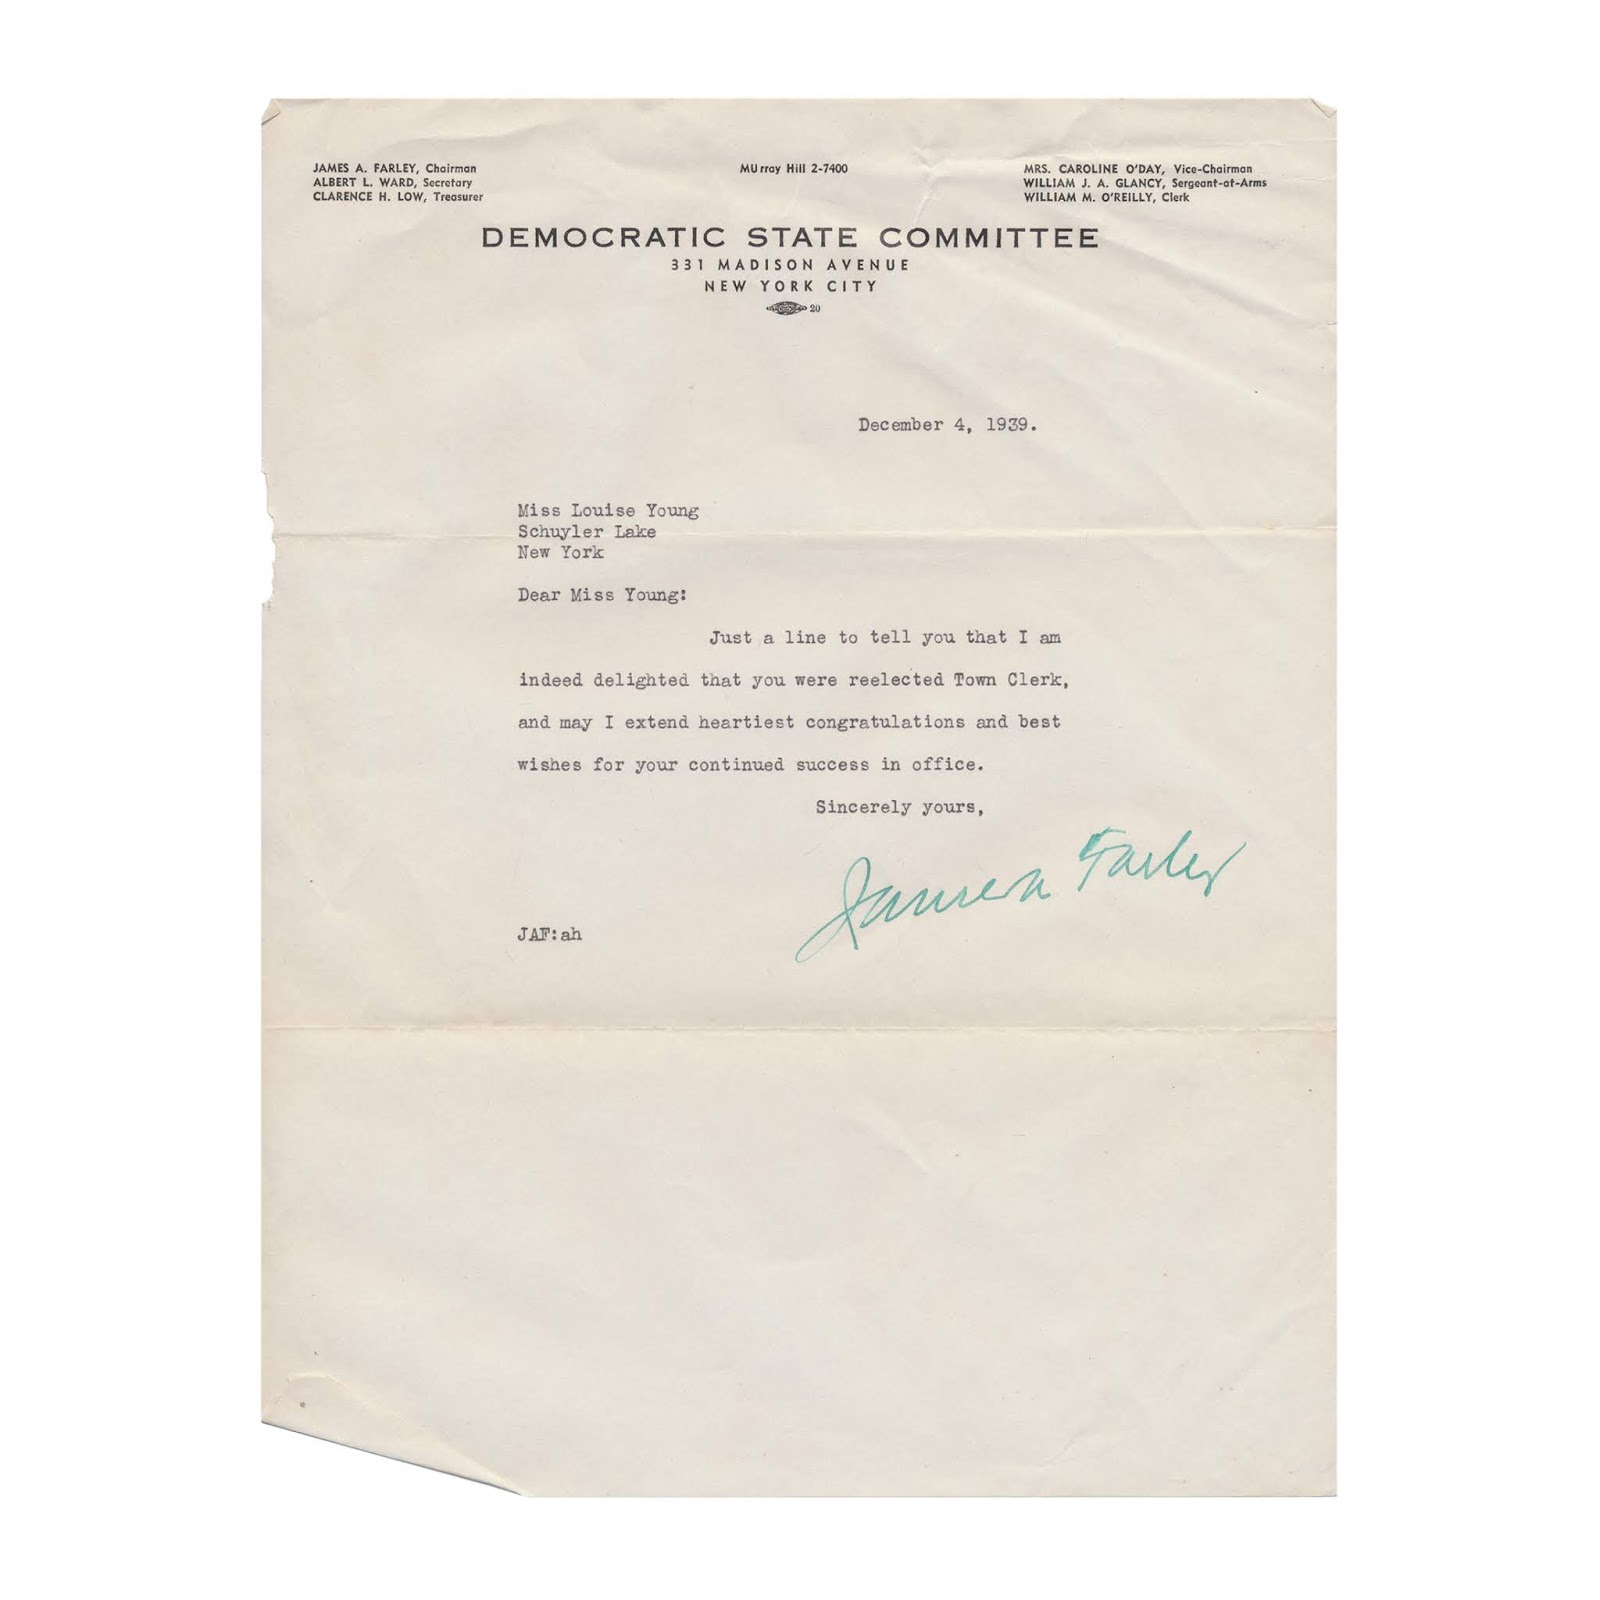 JAMES A. FARLEY, Chairman
ALBERT L. WARD, Secretary
CLARENCE H. LOW, Treasurer
MUrray Hill 2-7400
MRS. CAROLINE O'DAY, Vice-Chairman
WILLIAM J. A. GLANCY, Sergeant-at-Arms
WILLIAM M. O'REILLY, Clerk
DEMOCRATIC STATE COMMITTEE
331 MADISON AVENUE
NEW YORK CITY
20
December 4, 1939.
Miss Louise Young
Schuyler Lake
New York
Dear Miss Young:
Just a line to tell you that I am
indeed delighted that you were reelected Town Clerk,
and may I extend heartiest congratulations and best
wishes for your continued success in office.
Sincerely yours,
James A Farley
JAF:ah